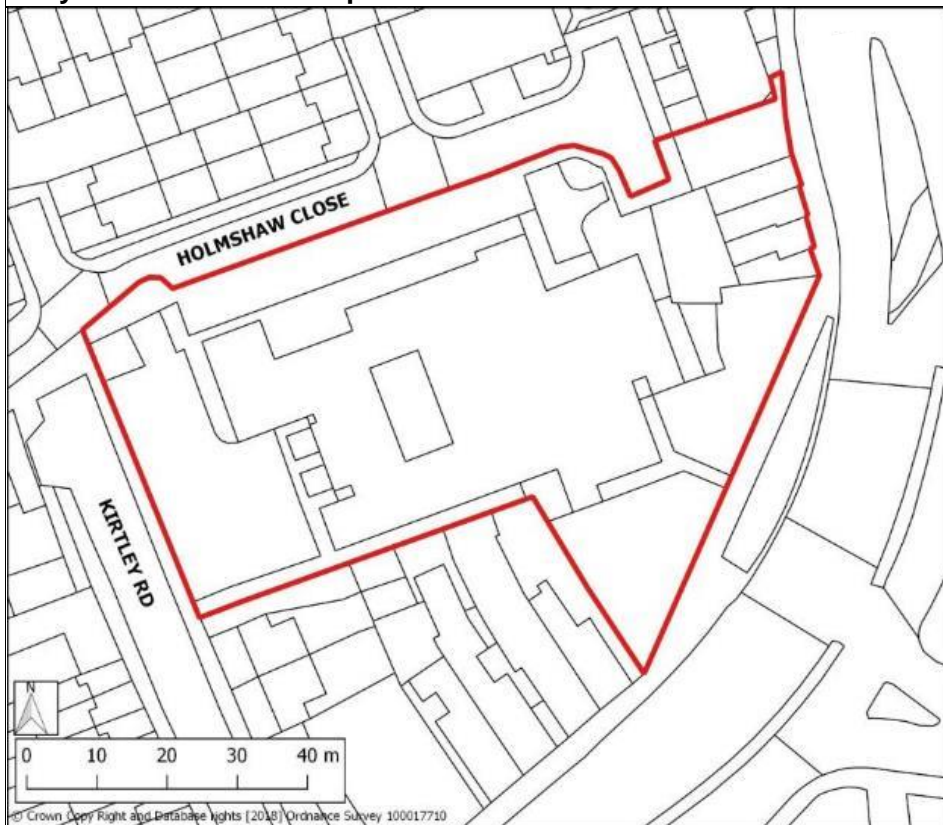 HOLMSHAW CLOSE
KIRTLEY RD
N
0 10 20 30 40 m
© Crown Copy Right and Database rights [2018] Ordnance Survey 100017710